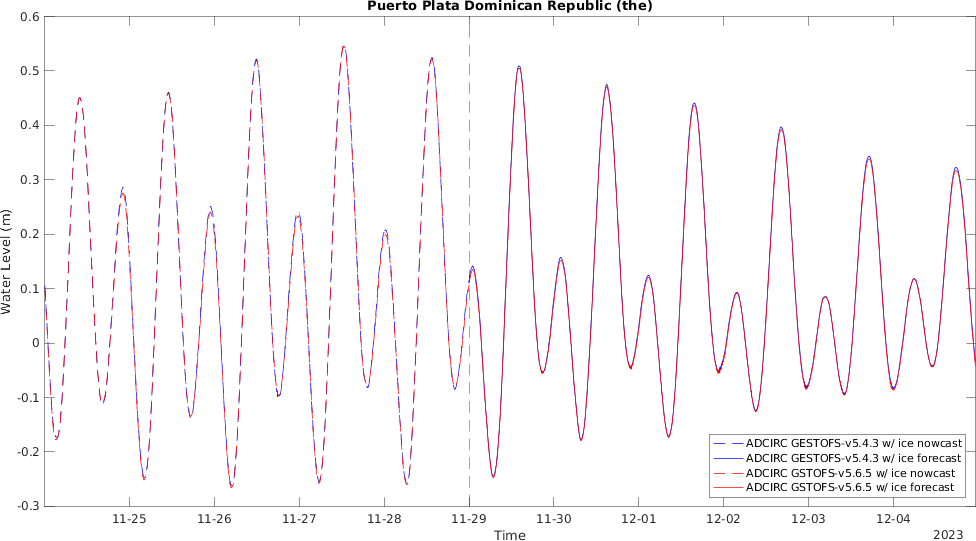 Puerto Plata Dominican Republic (the)
0.6
0.5
0.4
0.3
0.2
0.1
0
-0.1
-0.2
-0.3
Water Level (m)
ADCIRC GESTOFS-v5.4.3 w/ ice nowcast
ADCIRC GESTOFS-v5.4.3 w/ ice forecast
ADCIRC GSTOFS-v5.6.5 w/ ice nowcast
ADCIRC GSTOFS-v5.6.5 w/ ice forecast
11-25 11-26 11-27 11-28 11-29 11-30 12-01 12-02 12-03 12-04
Time
2023